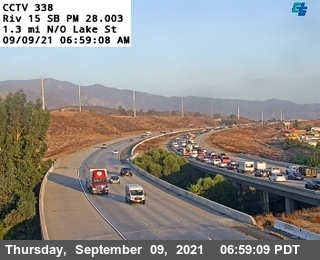 CCTV 338
Riv 15 SB PM 28.003
1.3 mi N/O Lake St
09/09/21 06:59:08 AM
Thursday, September 09, 2021 06:59:09 PDT